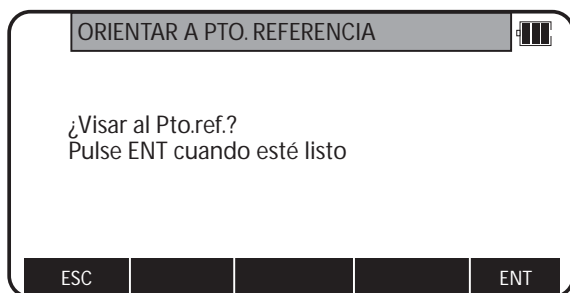 ORIENTAR A PTO. REFERENCIA
¿Visar al Pto.ref.?
Pulse ENT cuando esté listo
ESC ENT